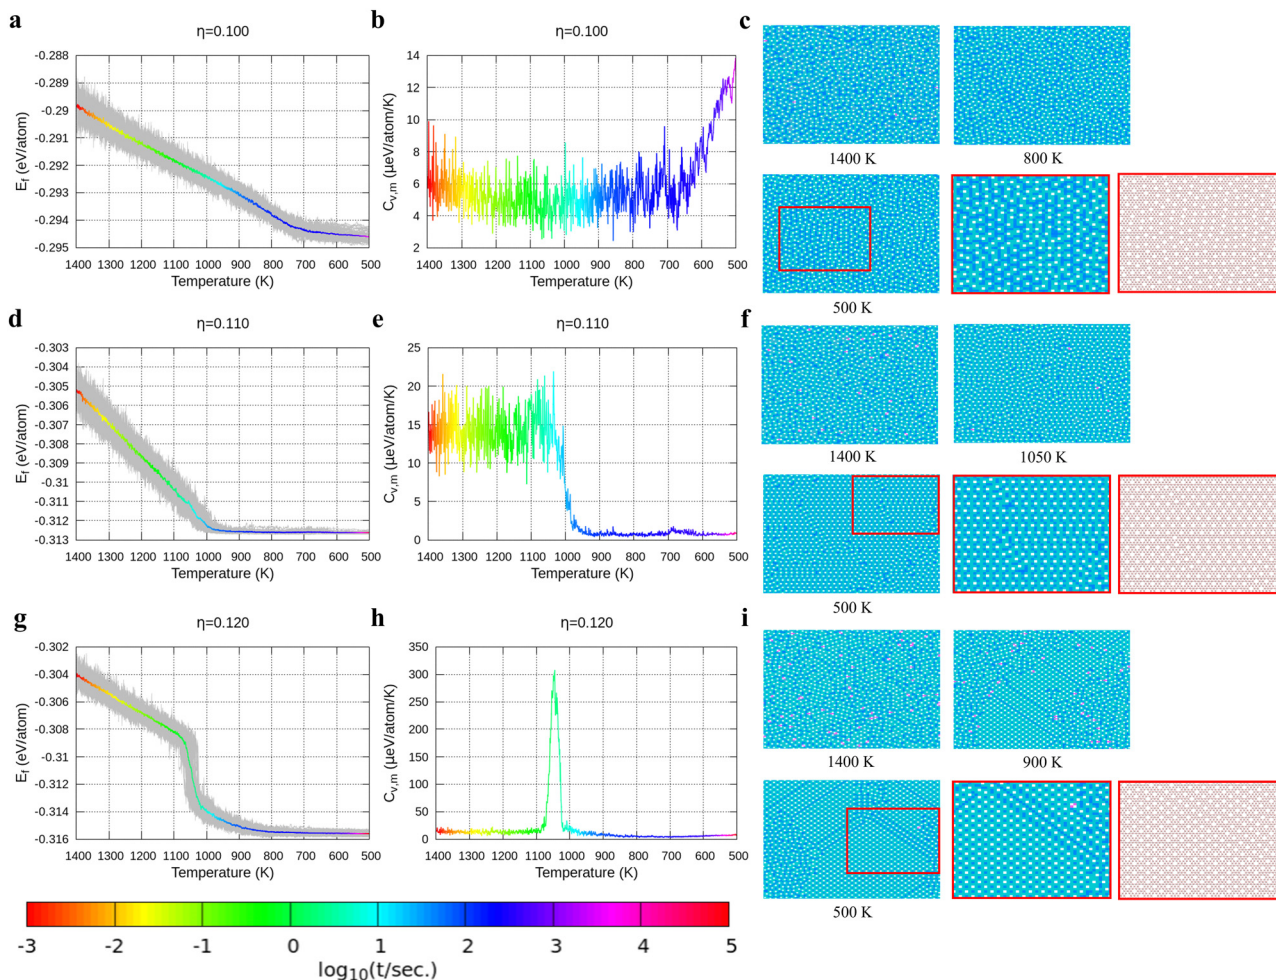 a
η=0.100
-0.288
-0.289
-0.29
-0.291
-0.292
-0.293
-0.294
-0.295
E_f (eV/atom)
1400 1300 1200 1100 1000 900 800 700 600 500
Temperature (K)
b
η=0.100
14
12
10
8
6
4
2
C_v,m (µeV/atom/K)
1400 1300 1200 1100 1000 900 800 700 600 500
Temperature (K)
c
1400 K
800 K
500 K
d
η=0.110
-0.303
-0.304
-0.305
-0.306
-0.307
-0.308
-0.309
-0.31
-0.311
-0.312
-0.313
E_f (eV/atom)
1400 1300 1200 1100 1000 900 800 700 600 500
Temperature (K)
e
η=0.110
25
20
15
10
5
0
C_v,m (µeV/atom/K)
1400 1300 1200 1100 1000 900 800 700 600 500
Temperature (K)
f
1400 K
1050 K
500 K
g
η=0.120
-0.302
-0.304
-0.306
-0.308
-0.31
-0.312
-0.314
-0.316
E_f (eV/atom)
1400 1300 1200 1100 1000 900 800 700 600 500
Temperature (K)
h
η=0.120
350
300
250
200
150
100
50
0
C_v,m (µeV/atom/K)
1400 1300 1200 1100 1000 900 800 700 600 500
Temperature (K)
i
1400 K
900 K
500 K
-3 -2 -1 0 1 2 3 4 5
log₁₀(t/sec.)